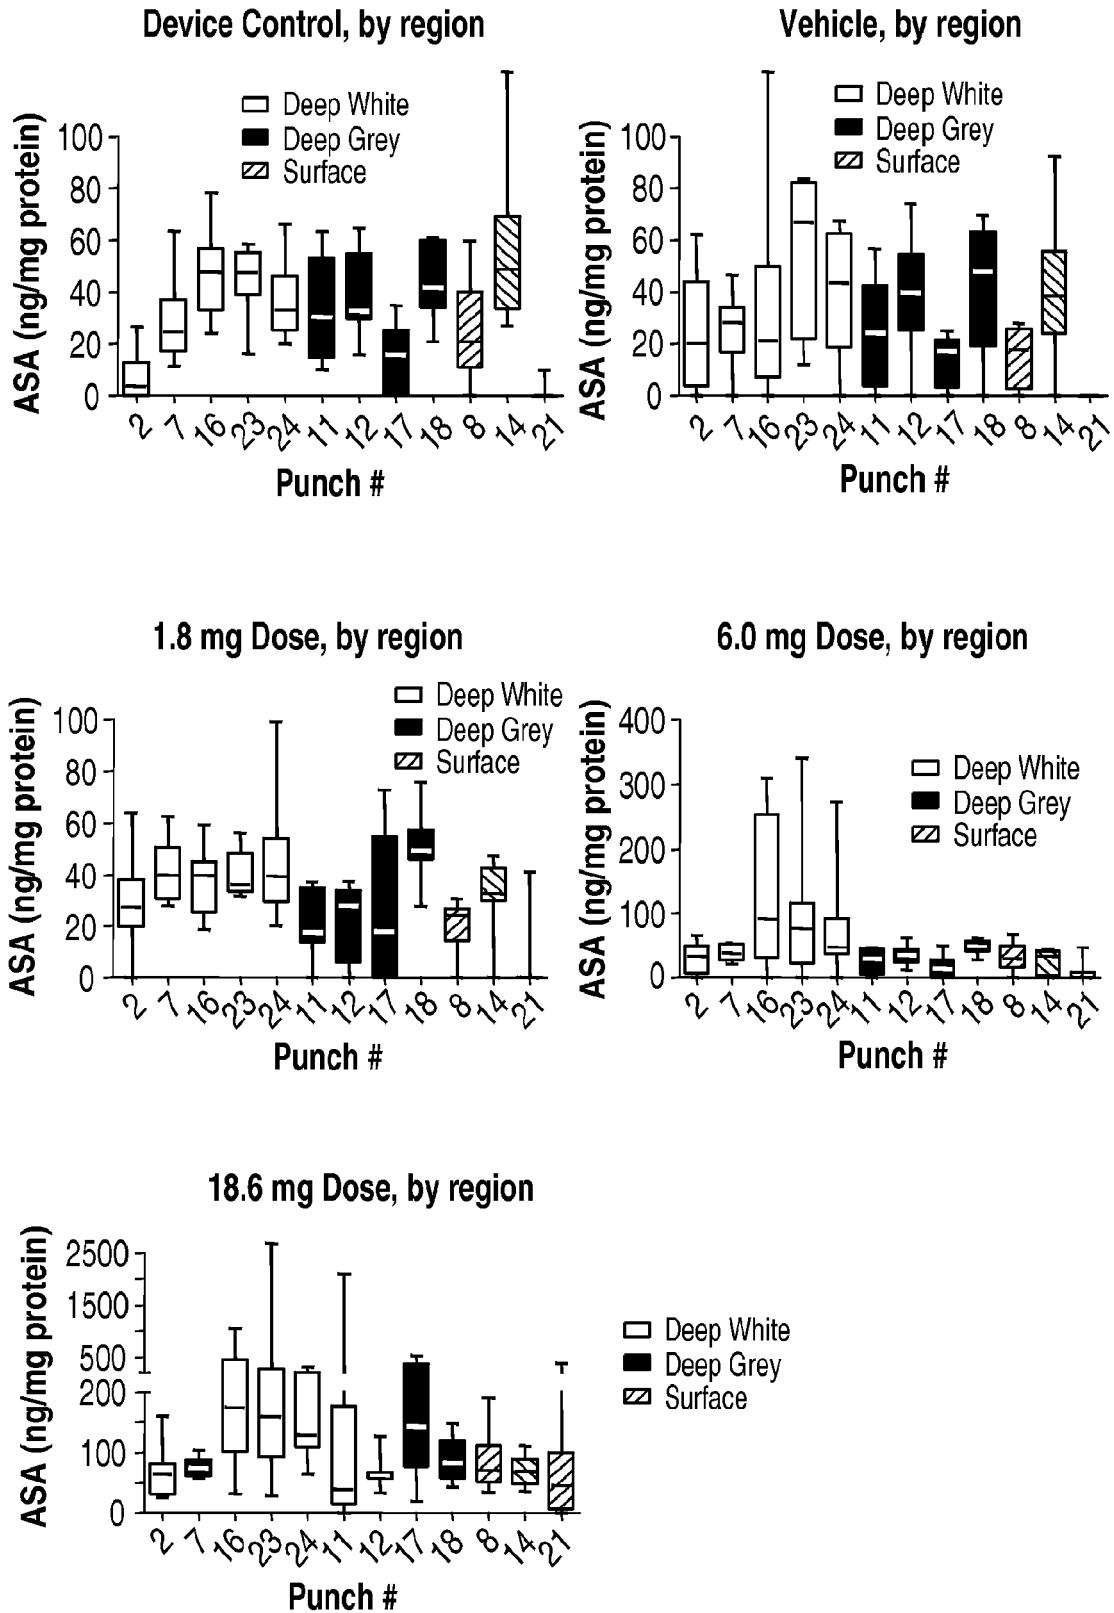 Device Control, by region
ASA (ng/mg protein)
100
80
60
40
20
0
Deep White
Deep Grey
Surface
2 7 16 23 24 11 12 17 18 8 14 21
Punch #
Vehicle, by region
ASA (ng/mg protein)
100
80
60
40
20
0
Deep White
Deep Grey
Surface
2 7 16 23 24 11 12 17 18 8 14 21
Punch #
1.8 mg Dose, by region
ASA (ng/mg protein)
100
80
60
40
20
0
Deep White
Deep Grey
Surface
2 7 16 23 24 11 12 17 18 8 14 21
Punch #
6.0 mg Dose, by region
ASA (ng/mg protein)
400
300
200
100
0
Deep White
Deep Grey
Surface
2 7 16 23 24 11 12 17 18 8 14 21
Punch #
18.6 mg Dose, by region
ASA (ng/mg protein)
2500
1500
500
200
100
0
Deep White
Deep Grey
Surface
2 7 16 23 24 11 12 17 18 8 14 21
Punch #